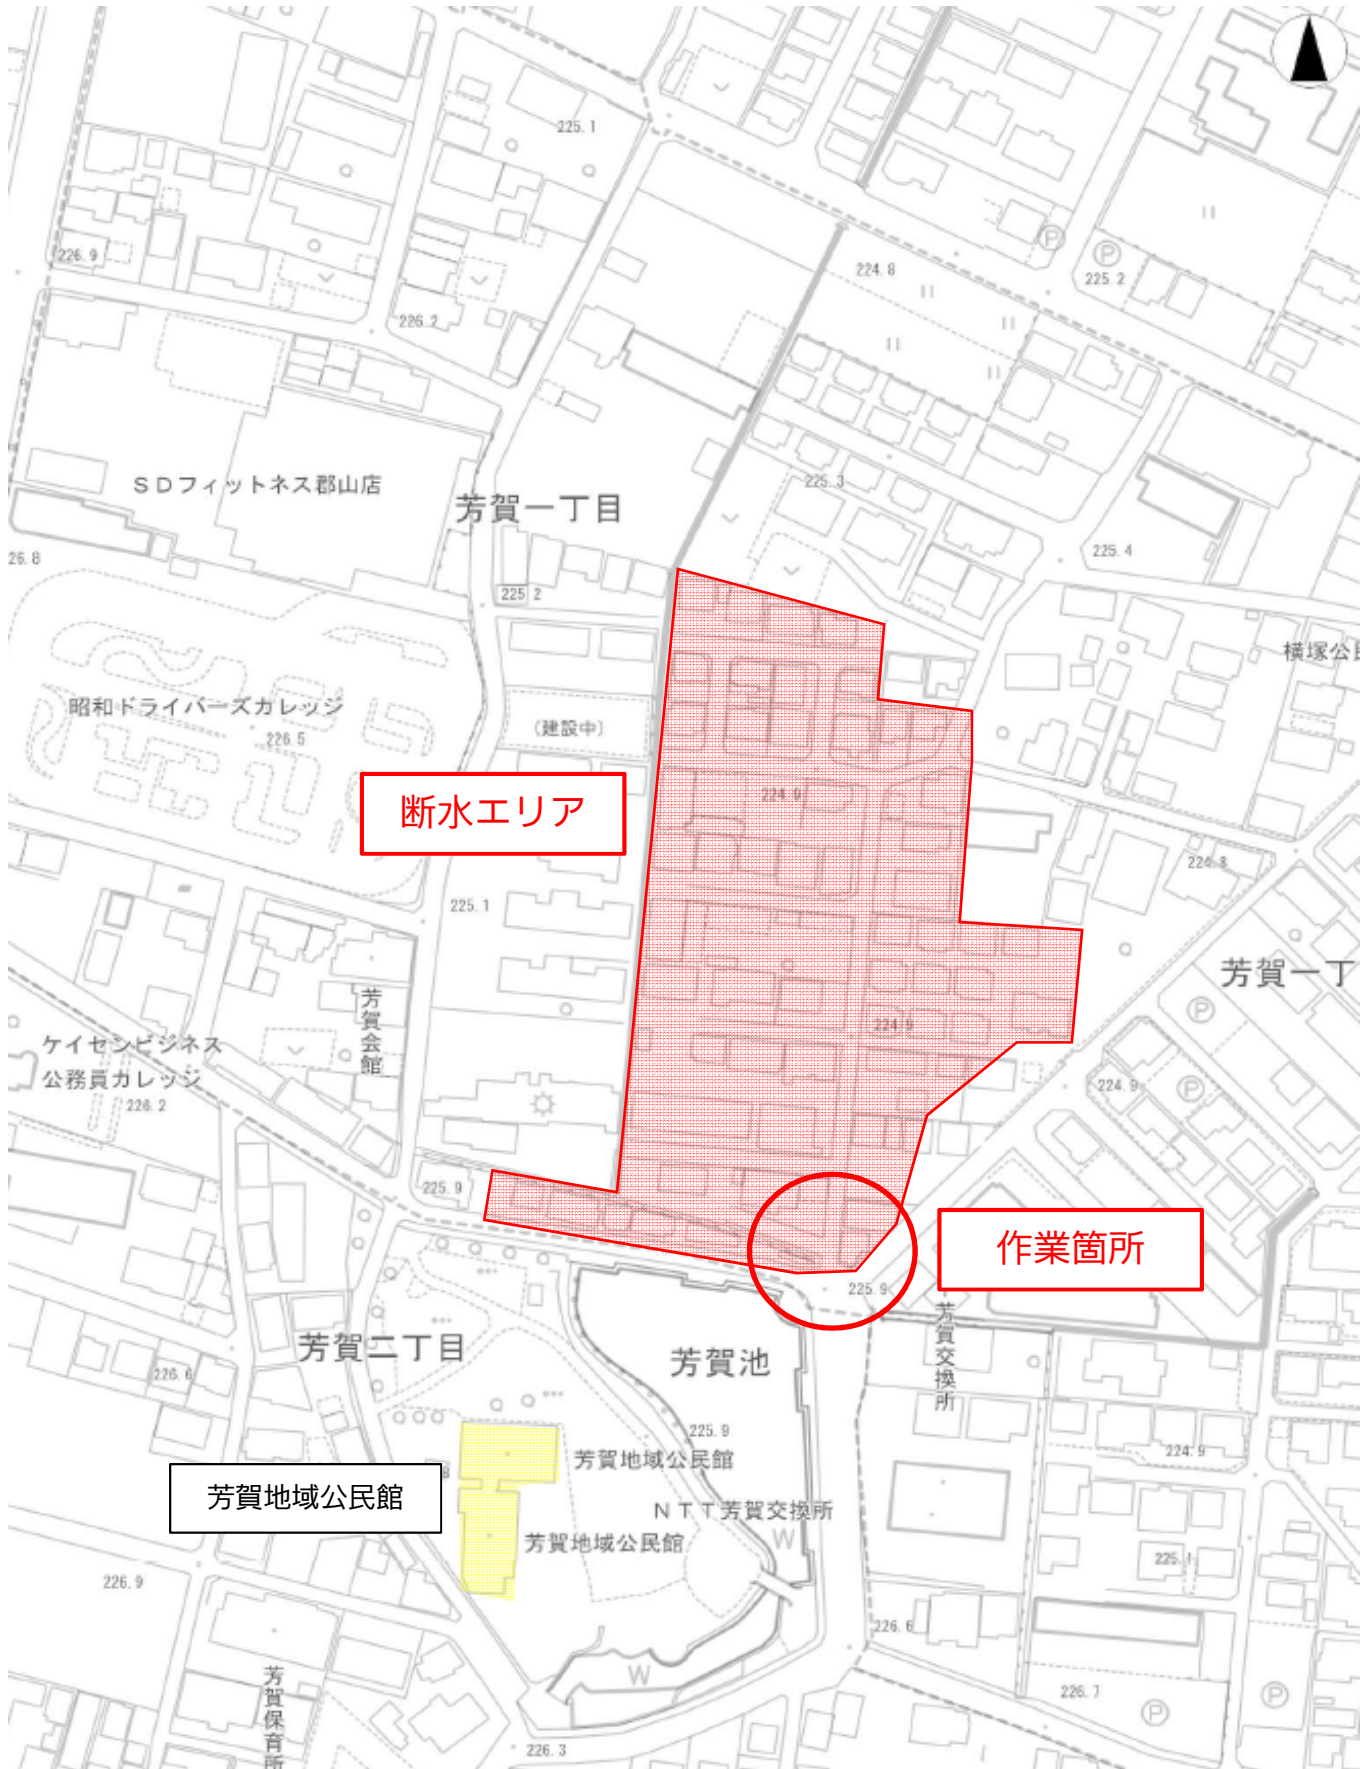 225.1
226.9
224.8
Ⓟ
Ⓟ
225.2
226.2
SDフィットネス郡山店
芳賀一丁目
225.3
225.4
26.8
225.2
横塚公民
昭和ドライバーズカレッジ
226.5
(建設中)
断水エリア
224.9
224.8
225.1
芳賀一丁
芳賀会館
Ⓟ
224.9
ケイセンビジネス
公務員カレッジ
226.2
224.9
Ⓟ
225.9
作業箇所
225.9
芳賀交換所
芳賀二丁目
芳賀池
226.6
225.9
224.9
芳賀地域公民館
芳賀地域公民館
NTT芳賀交換所
W
芳賀地域公民館
225.1
226.9
226.6
W
芳賀保育所
226.7
Ⓟ
Ⓟ
226.3